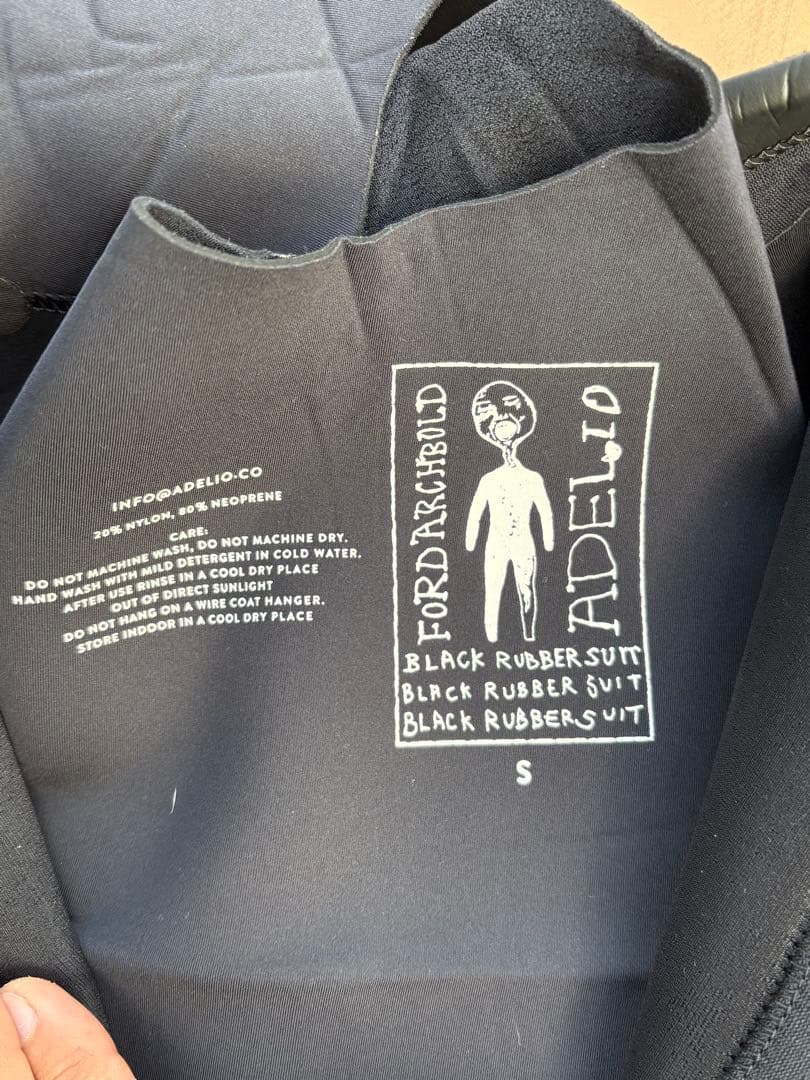 INFO@ADELIO.CO
20% NYLON, 80% NEOPRENE
CARE:
DO NOT MACHINE WASH, DO NOT MACHINE DRY.
HAND WASH WITH MILD DETERGENT IN COLD WATER.
AFTER USE RINSE IN A COOL DRY PLACE
OUT OF DIRECT SUNLIGHT
DO NOT HANG ON A WIRE COAT HANGER.
STORE INDOOR IN A COOL DRY PLACE
FORD ARCHBOLD
ADELIO
BLACK RUBBER SUIT
BLACK RUBBER SUIT
BLACK RUBBER SUIT
S